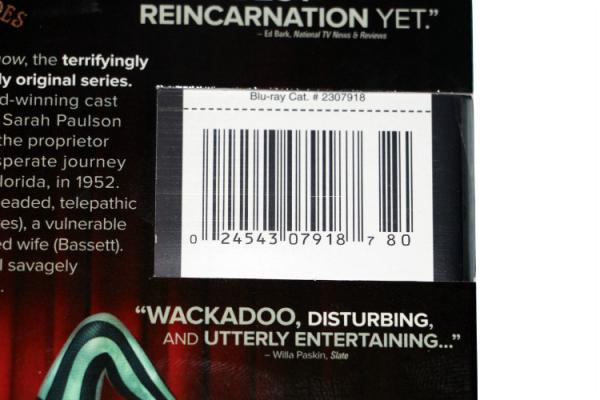 REINCARNATION YET."
– Ed Bark, National TV News & Reviews
now, the terrifyingly
original series.
d-winning cast
Sarah Paulson
the proprietor
sperate journey
lorida, in 1952.
eaded, telepathic
es), a vulnerable
ed wife (Bassett).
savagely
Blu-ray Cat. # 2307918
0 24543 07918 7 80
"WACKADOO, DISTURBING,
AND UTTERLY ENTERTAINING..."
– Willa Paskin, Slate